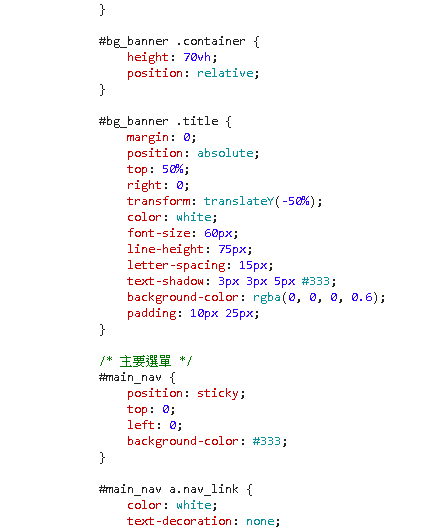 }
#bg_banner .container {
height: 70vh;
position: relative;
}
#bg_banner .title {
margin: 0;
position: absolute;
top: 50%;
right: 0;
transform: translateY(-50%);
color: white;
font-size: 60px;
line-height: 75px;
letter-spacing: 15px;
text-shadow: 3px 3px 5px #333;
background-color: rgba(0, 0, 0, 0.6);
padding: 10px 25px;
}
/* 主要選單 */
#main_nav {
position: sticky;
top: 0;
left: 0;
background-color: #333;
}
#main_nav a.nav_link {
color: white;
text-decoration: none;